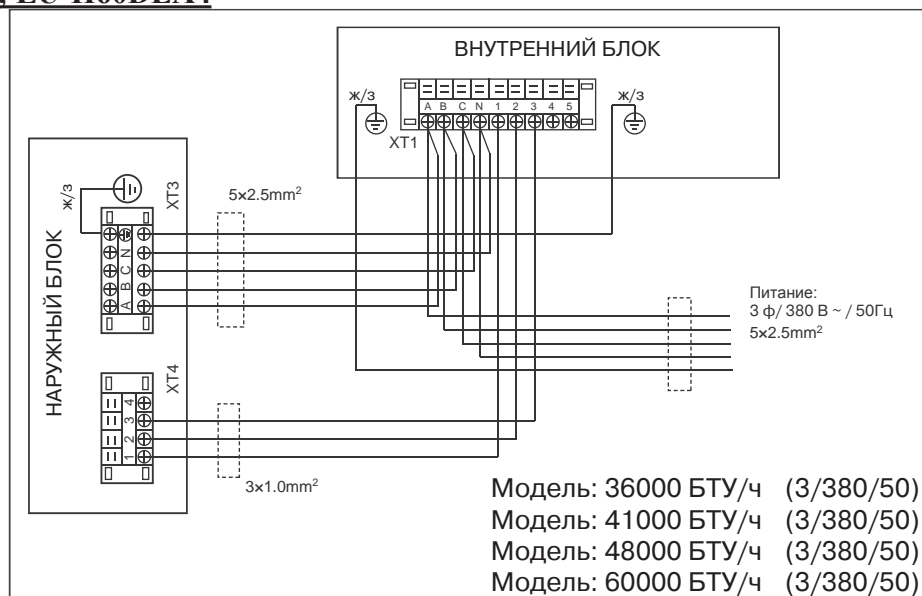 EU-H60DEA4
ВНУТРЕННИЙ БЛОК
ж/з
A B C N 1 2 3 4 5
ж/з
XT1
НАРУЖНЫЙ БЛОК
ж/з
XT3
A B C N
5×2.5mm²
Питание:
3 ф/ 380 В ~ / 50Гц
5×2.5mm²
XT4
1 2 3 4
3×1.0mm²
Модель: 36000 БТУ/ч (3/380/50)
Модель: 41000 БТУ/ч (3/380/50)
Модель: 48000 БТУ/ч (3/380/50)
Модель: 60000 БТУ/ч (3/380/50)